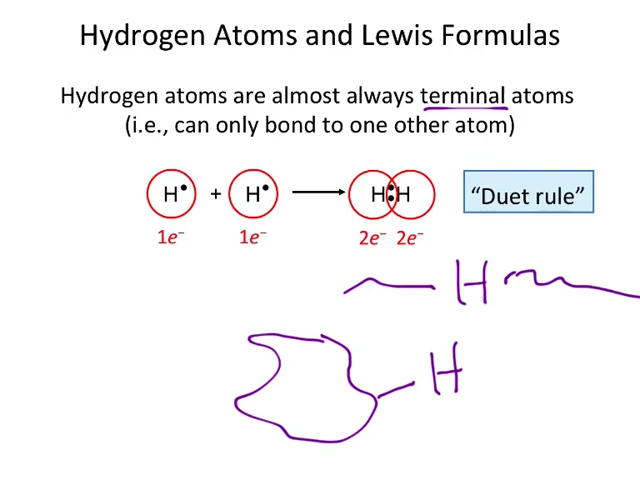 Hydrogen Atoms and Lewis Formulas
Hydrogen atoms are almost always terminal atoms
(i.e., can only bond to one other atom)
H• + H• → H:H "Duet rule"
1e⁻ 1e⁻ 2e⁻ 2e⁻
H
H